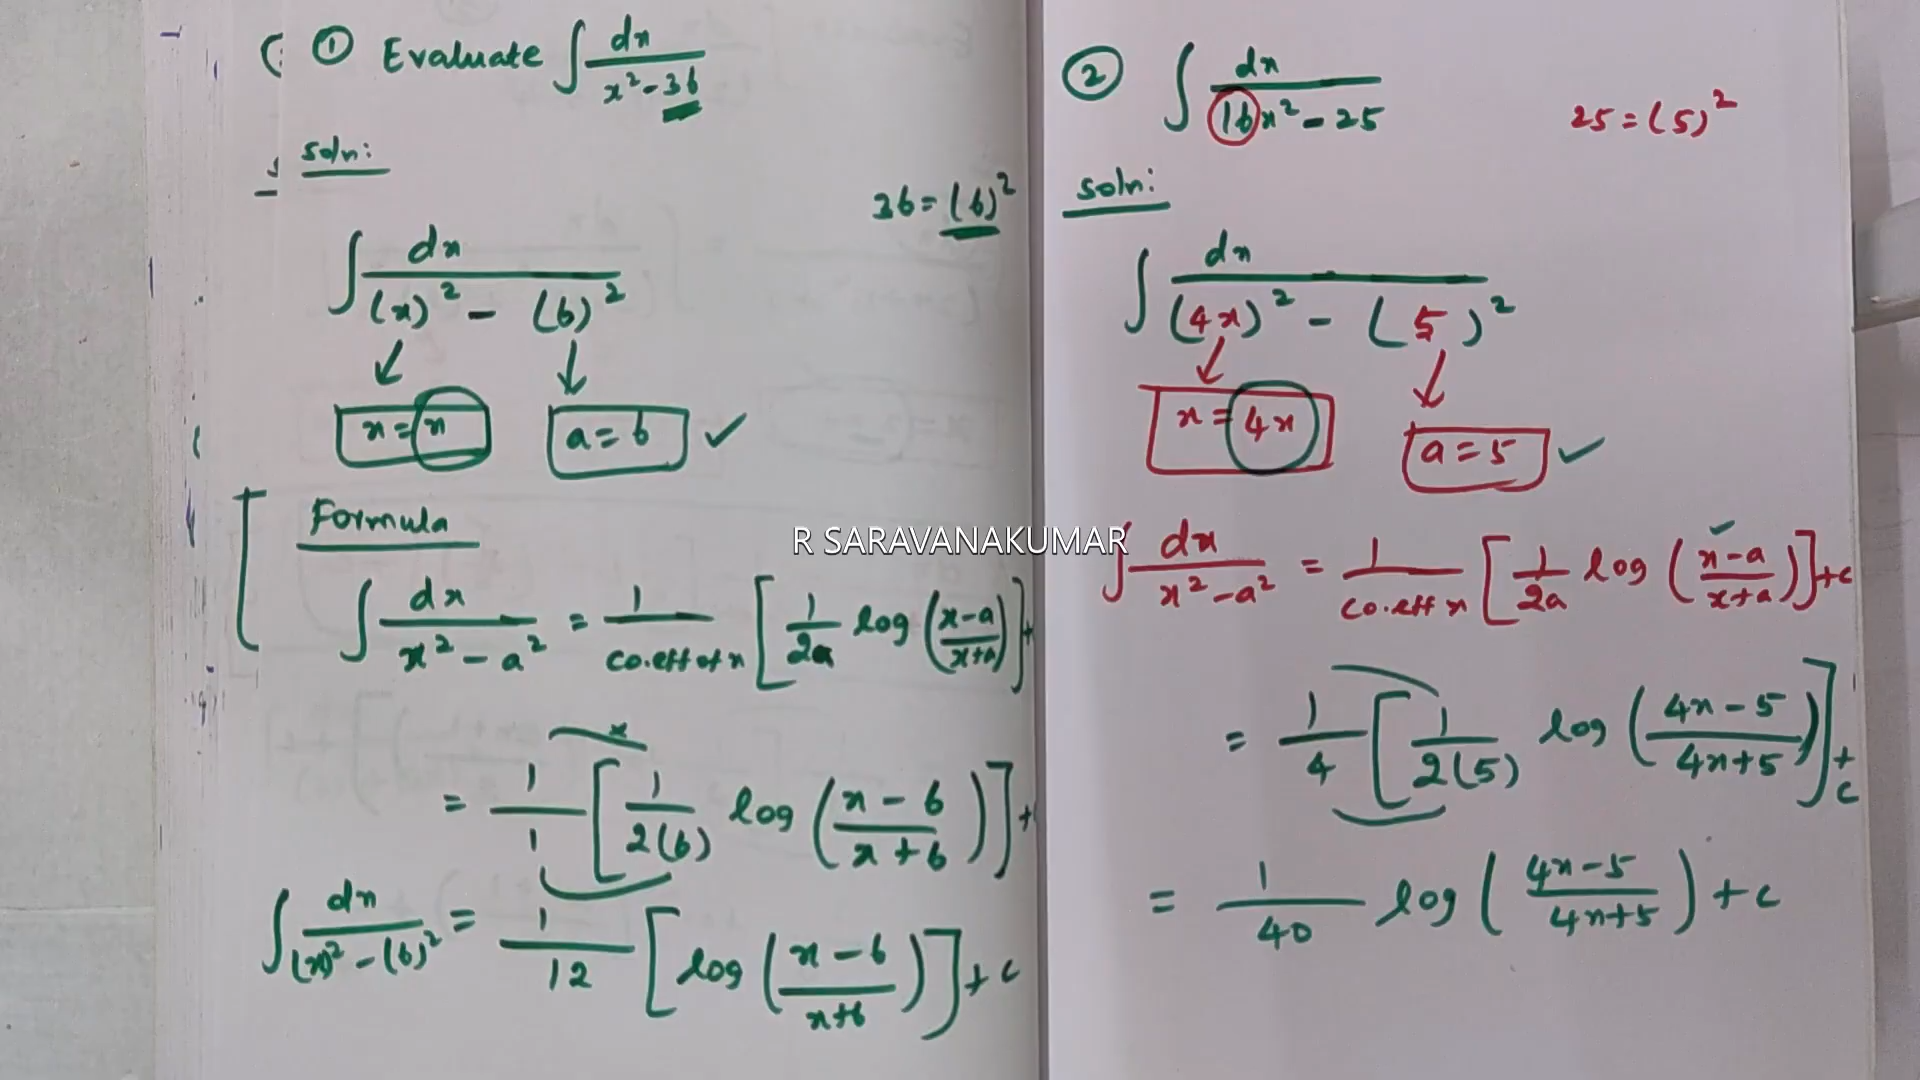 ① Evaluate ∫ dx / x² - 36
Soln:
36 = (6)²
∫ dx / (x)² - (6)²
x = x   a = 6 ✓
Formula
∫ dx / x² - a² = 1 / co.eff of x [ 1 / 2a log ( x-a / x+a ) ] +
= 1 / 1 [ 1 / 2(6) log ( x - 6 / x + 6 ) ] +
∫ dx / (x)² - (6)² = 1 / 12 [ log ( x - 6 / x+6 ) ] + c
② ∫ dx / 16x² - 25
25 = (5)²
Soln:
∫ dx / (4x)² - (5)²
x = 4x   a = 5 ✓
∫ dx / x² - a² = 1 / co.eff x [ 1 / 2a log ( x-a / x+a ) ] + c
= 1 / 4 [ 1 / 2(5) log ( 4x - 5 / 4x+5 ) ] + c
= 1 / 40 log ( 4x-5 / 4x+5 ) + c
R SARAVANAKUMAR